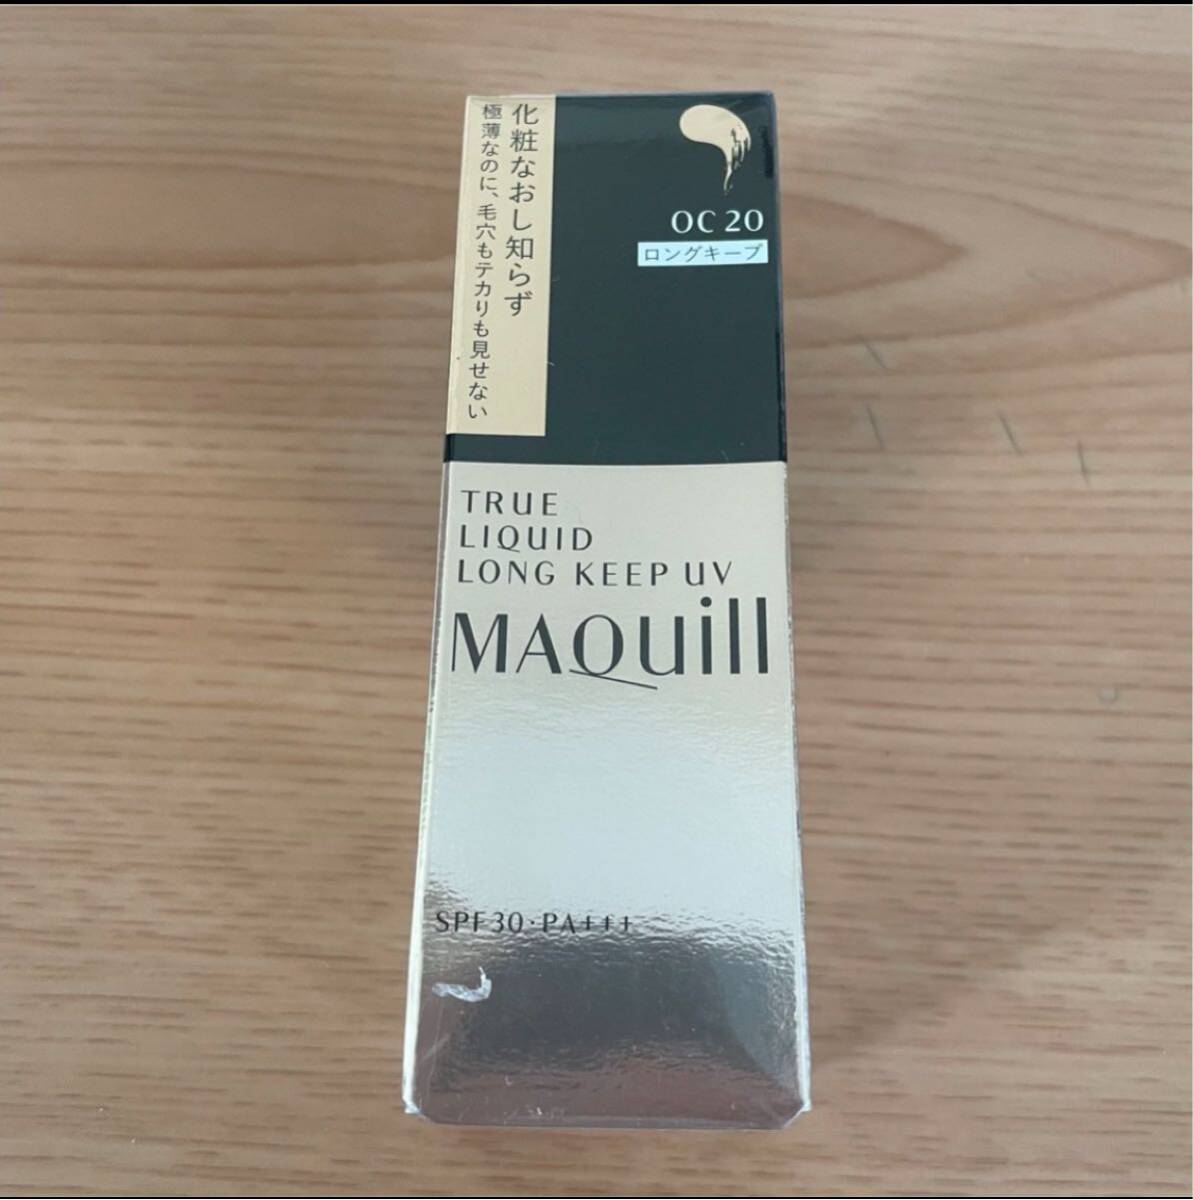 化粧なおし知らず
極薄なのに、毛穴もテカりも見せない
OC 20
ロングキープ
TRUE
LIQUID
LONG KEEP UV
MAQuill
SPF30・PA+++